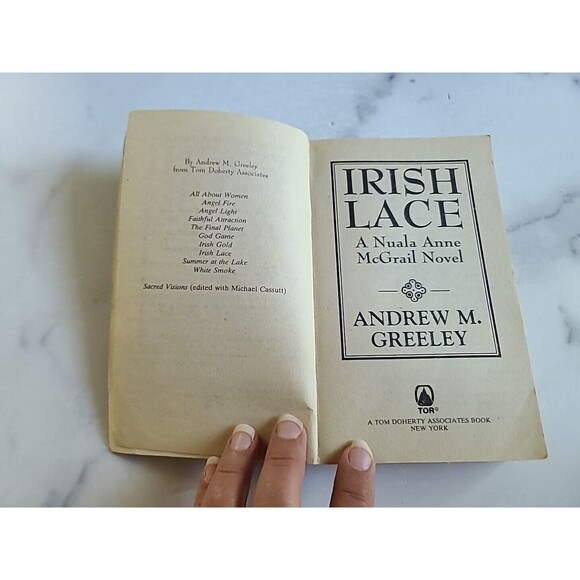 By Andrew M. Greeley
from Tom Doherty Associates
All About Women
Angel Fire
Angel Light
Faithful Attraction
The Final Planet
God Game
Irish Gold
Irish Lace
Summer at the Lake
White Smoke
Sacred Visions (edited with Michael Cassutt)
IRISH
LACE
A Nuala Anne
McGrail Novel
ANDREW M.
GREELEY
TOR®
A TOM DOHERTY ASSOCIATES BOOK
NEW YORK